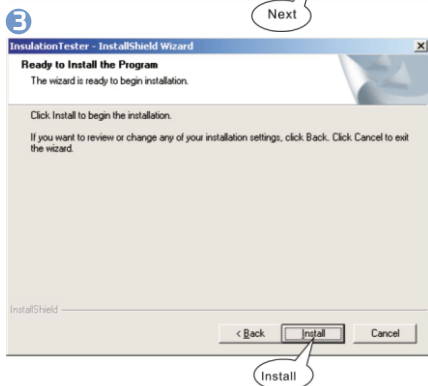 Next
3
InsulationTester - InstallShield Wizard
Ready to Install the Program
The wizard is ready to begin installation.
Click Install to begin the installation.
If you want to review or change any of your installation settings, click Back. Click Cancel to exit
the wizard.
InstallShield
< Back Install Cancel
Install